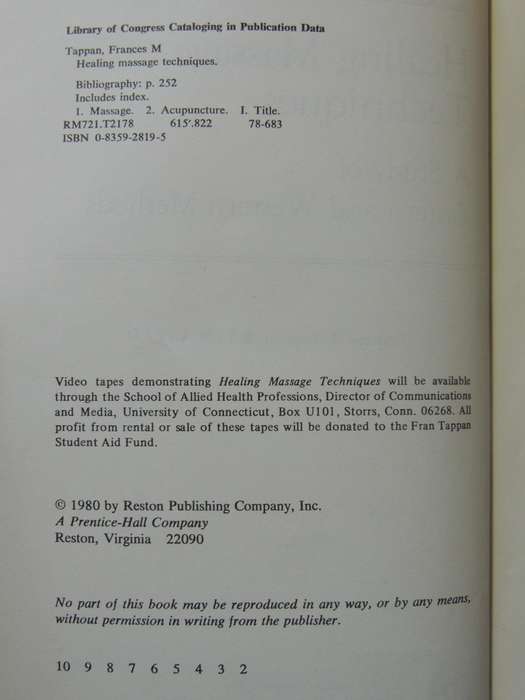 Library of Congress Cataloging in Publication Data
Tappan, Frances M
Healing massage techniques.
Bibliography: p. 252
Includes index.
1. Massage. 2. Acupuncture. I. Title.
RM721.T2178 615'.822 78-683
ISBN 0-8359-2819-5
Video tapes demonstrating Healing Massage Techniques will be available
through the School of Allied Health Professions, Director of Communications
and Media, University of Connecticut, Box U101, Storrs, Conn. 06268. All
profit from rental or sale of these tapes will be donated to the Fran Tappan
Student Aid Fund.
© 1980 by Reston Publishing Company, Inc.
A Prentice-Hall Company
Reston, Virginia 22090
No part of this book may be reproduced in any way, or by any means,
without permission in writing from the publisher.
10 9 8 7 6 5 4 3 2